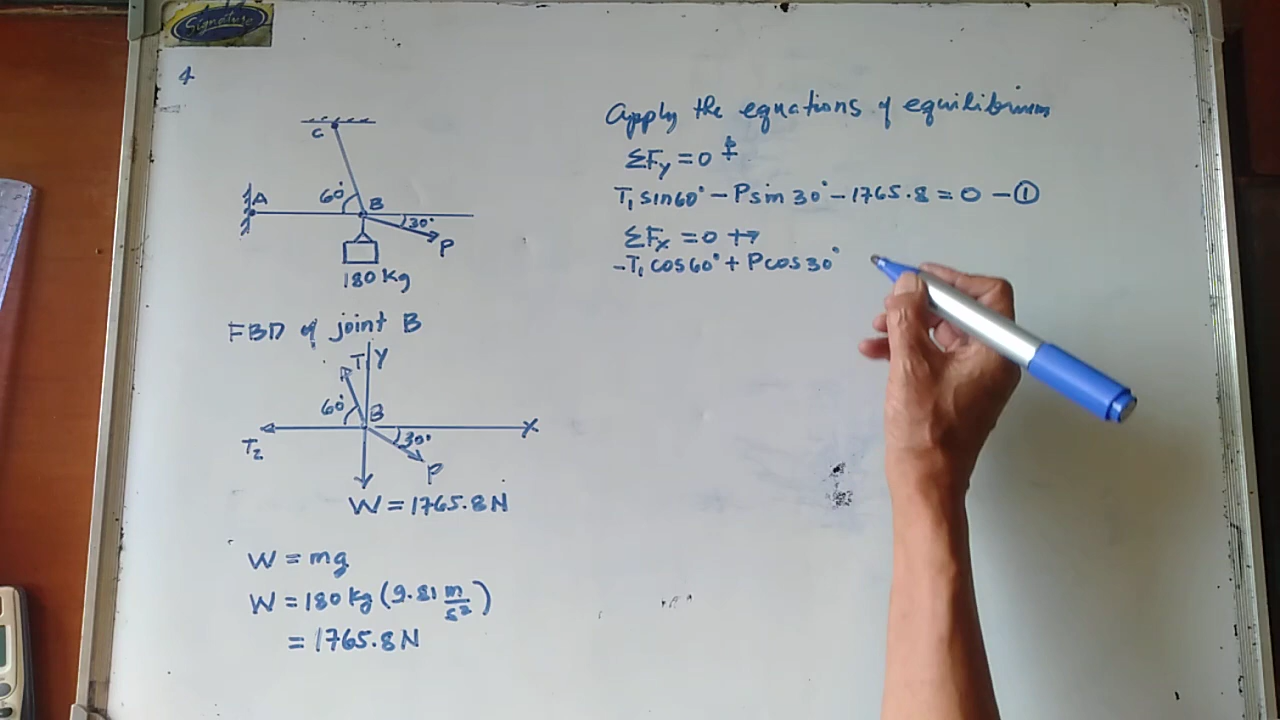 Signature
4
C
A
60°
B
30°
P
180 kg
FBD of joint B
T₁
Y
60°
B
X
T₂
30°
P
W = 1765.8 N
W = mg
W = 180 kg (9.81 m/s²)
= 1765.8 N
Apply the equations of equilibrium
ΣFy = 0 +↑
T₁ sin 60° - P sin 30° - 1765.8 = 0 - ①
ΣFx = 0 +→
-T₁ cos 60° + P cos 30°